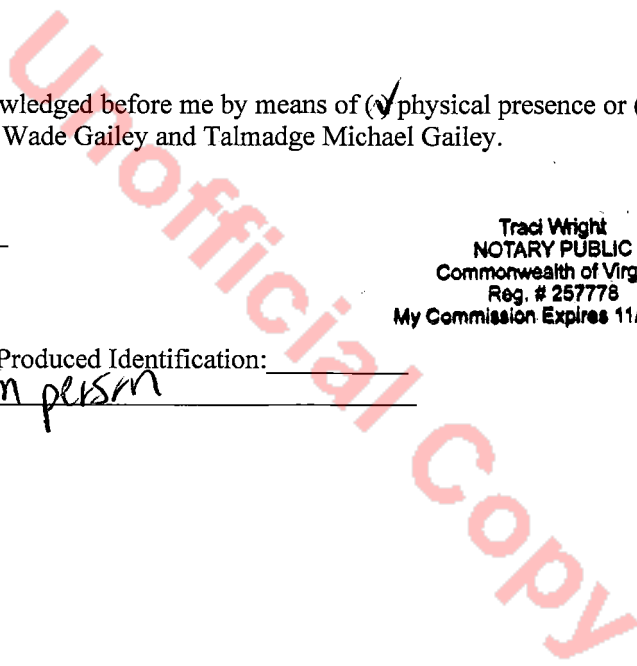 wledged before me by means of (✓) physical presence or (
Wade Gailey and Talmadge Michael Gailey.
Traci Wright
NOTARY PUBLIC
Commonwealth of Virg
Reg. # 257778
My Commission Expires 11/
Produced Identification:
n person
Unofficial Copy